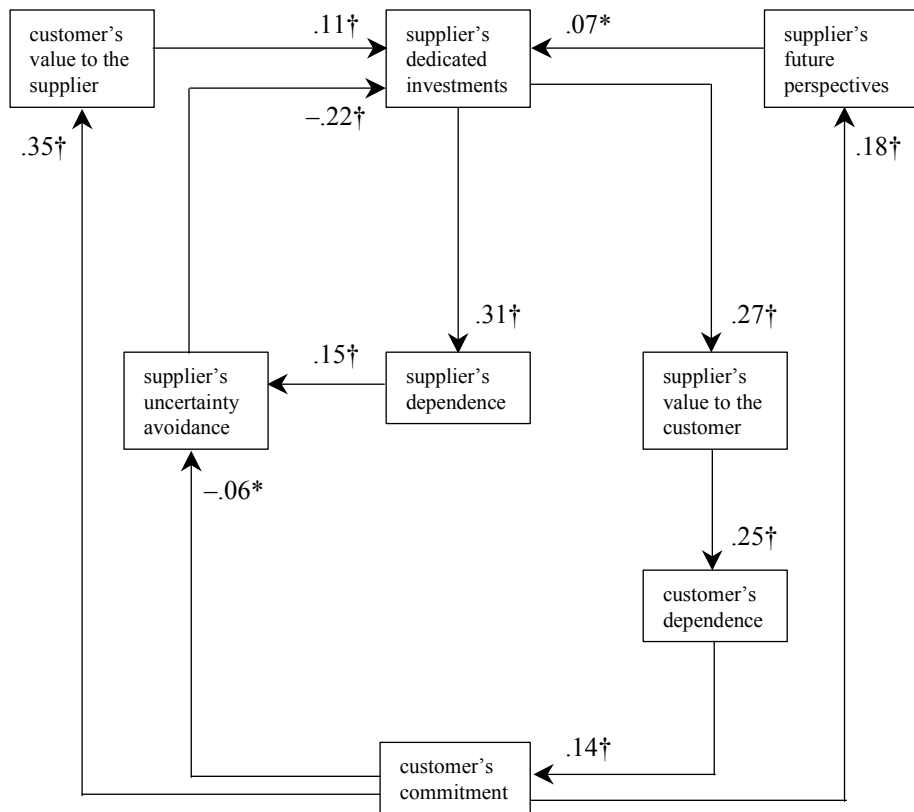 customer’s
value to the
supplier
.11†
supplier’s
dedicated
investments
.07*
supplier’s
future
perspectives
–.22†
.35†
.18†
.31†
.27†
supplier’s
uncertainty
avoidance
.15†
supplier’s
dependence
supplier’s
value to the
customer
–.06*
.25†
customer’s
dependence
.14†
customer’s
commitment